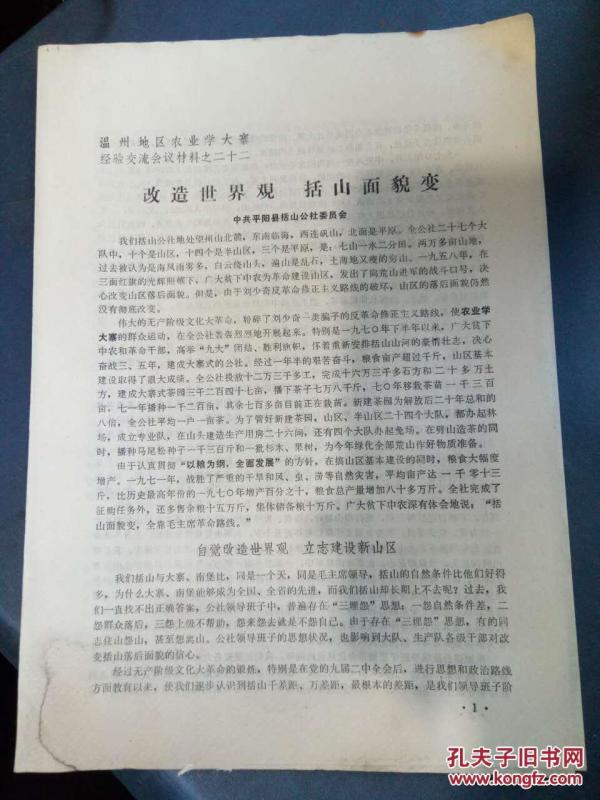 温州地区农业学大寨
经验交流会议材料之二十二
改造世界观 括山面貌变
中共平阳县括山公社委员会
我们括山公社地处望州山北麓，东南临海，西连矾山，北面是平原。全公社二十七个大
队中，十个是山区，十四个是半山区，三个是平原，是：七山一水二分田。两万多亩山地，
过去被认为是海风雨雾多，白云绕山头，遍山是乱石，土薄地又瘦的穷山。一九五八年，在
三面红旗的光辉照耀下，广大贫下中农为革命建设山区，发出了向荒山进军的战斗口号，决
心改变山区落后面貌。但是，由于刘少奇反革命修正主义路线的破坏，山区的落后面貌仍然
没有彻底改变。
伟大的无产阶级文化大革命，粉碎了刘少奇一类骗子的反革命修正主义路线，使农业学
大寨的群众运动，在全公社轰轰烈烈地开展起来。特别是一九七〇年下半年以来，广大贫下
中农和革命干部，高举“九大”团结、胜利旗帜，怀着重新安排括山山河的豪情壮志，决心
奋战三、五年，建成大寨式的公社。经过一年半的艰苦奋斗，粮食亩产超过千斤，山区基本
建设取得了很大成绩。全公社投放十二万三千多工，完成十六万三千多石方和二十多万土
方，建成大寨式茶园三千二百四十七亩，播下茶子七万八千斤，七〇年移栽茶苗一千三百
亩，七一年播种一千二百亩，其余七百多亩目前正在栽苗。新建茶园为解放后二十年总和的
八倍，全公社平均一户一亩茶。为了管好新建茶园，山区、半山区二十四个大队，都办起林
场，成立专业队，在山头建造生产用房二十六间，还有四个大队办起兔场。在劈山造茶的同
时，播种马尾松种子一千三百斤和一批杉木、果树，为今年绿化全部荒山作好物质准备。
由于认真贯彻“以粮为纲，全面发展”的方针，在搞山区基本建设的同时，粮食大幅度
增产。一九七一年，战胜了严重的干旱和风、虫、涝等自然灾害，平均亩产达一千零十三
斤，比历史最高年份的一九七〇年增产百分之十，粮食总产量增加八十多万斤。全社完成了
征购任务外，还多售余粮十五万斤，集体储备粮十万斤。广大贫下中农深有体会地说：“括
山面貌变，全靠毛主席革命路线。”
自觉改造世界观 立志建设新山区
我们括山与大寨、南堡比，同是一个天，同是毛主席领导，括山的自然条件比他们好得
多，为什么大寨、南堡能够成为全国、全省的先进，而我们括山却长期上不去呢？过去，我
们一直找不出正确答案，公社领导班子中，普遍存在“三埋怨”思想：一怨自然条件差，二
怨群众落后，三怨上级不帮助，怨来怨去就是不怨自己。由于存在“三埋怨”思想，有的同
志住山怨山，甚至想离山。公社领导班子的思想状况，也影响到大队、生产队各级干部对改
变括山落后面貌的信心。
经过无产阶级文化大革命的锻炼，特别是在党的九届二中全会后，进行思想和政治路线
方面教育以来，使我们逐步认识到括山千差距、万差距，最根本的差距，是我们领导班子阶
·1·
孔夫子旧书网
www.kongfz.com